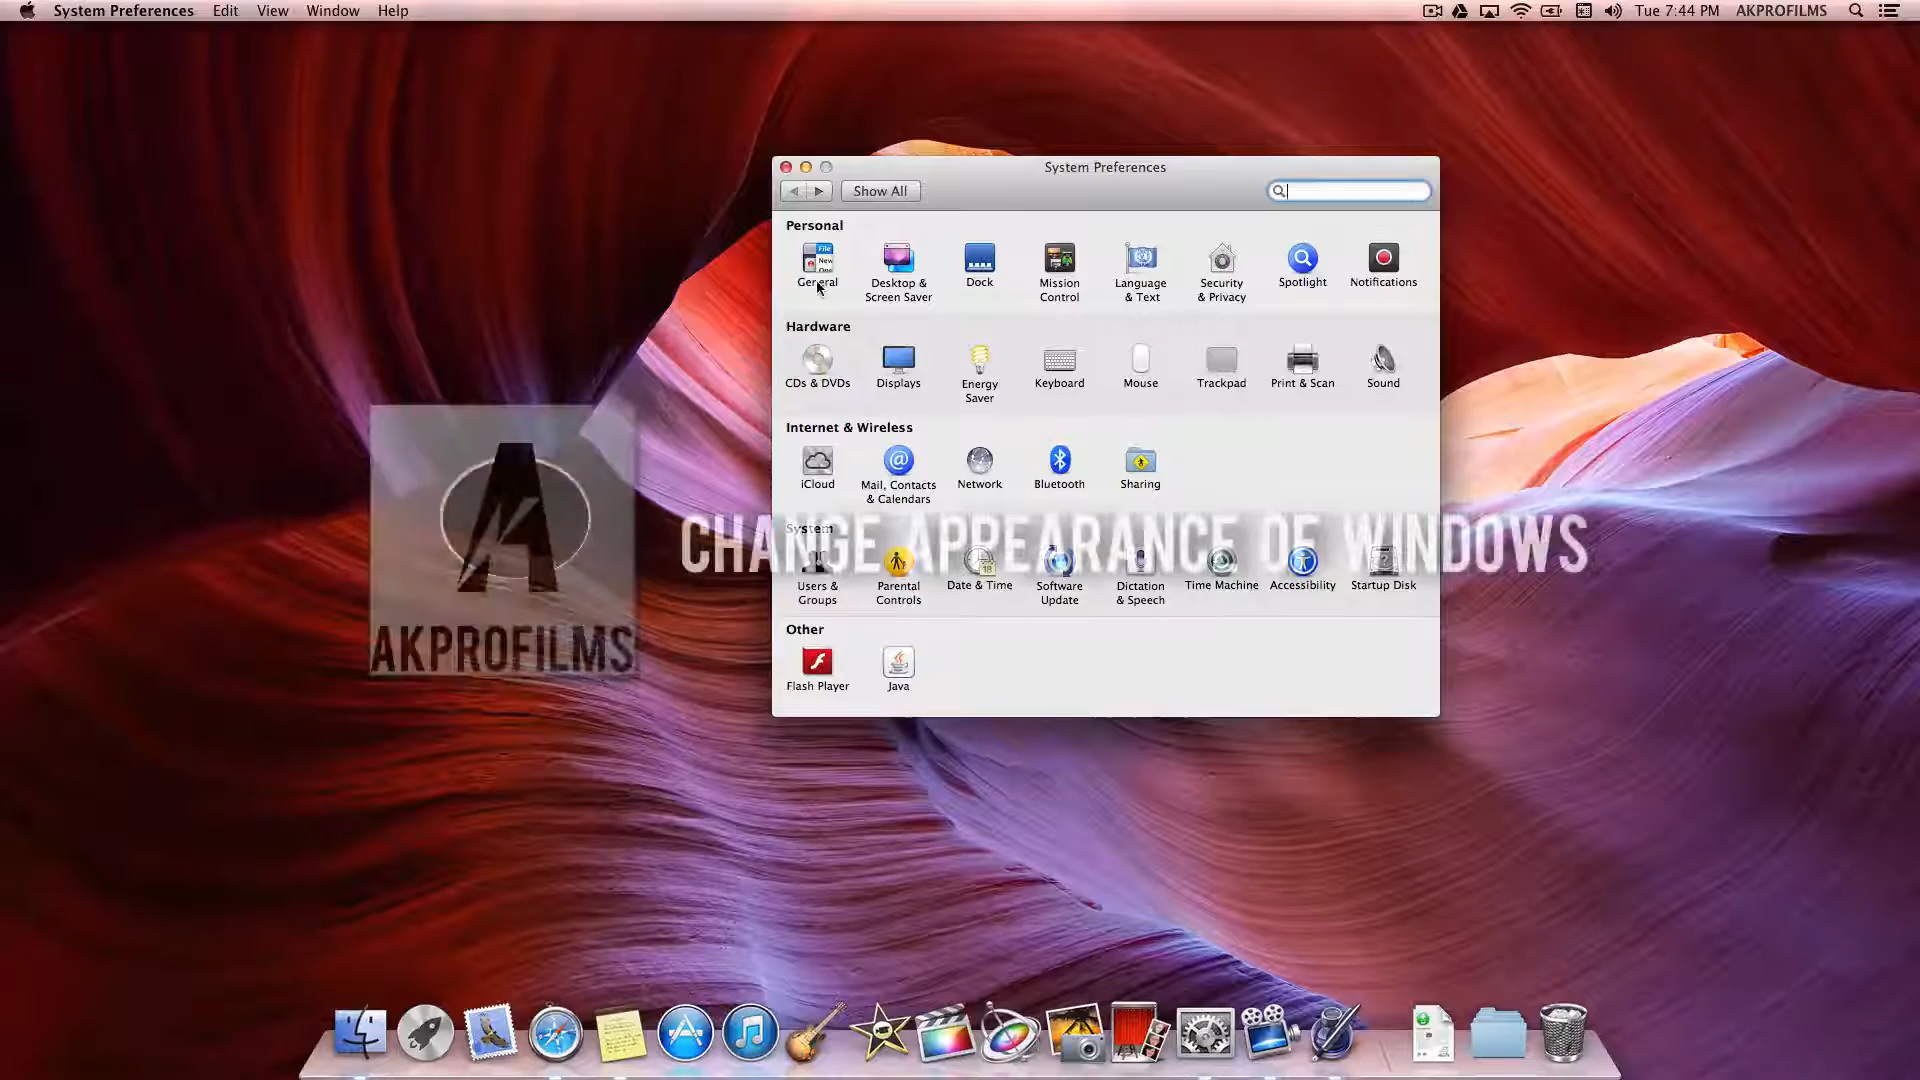 System Preferences Edit View Window Help
Tue 7:44 PM AKPROFILMS
System Preferences
Show All
Personal
General
Desktop & Screen Saver
Dock
Mission Control
Language & Text
Security & Privacy
Spotlight
Notifications
Hardware
CDs & DVDs
Displays
Energy Saver
Keyboard
Mouse
Trackpad
Print & Scan
Sound
Internet & Wireless
iCloud
Mail, Contacts & Calendars
Network
Bluetooth
Sharing
System
Users & Groups
Parental Controls
Date & Time
Software Update
Dictation & Speech
Time Machine
Accessibility
Startup Disk
Other
Flash Player
Java
CHANGE APPEARANCE OF WINDOWS
AKPROFILMS